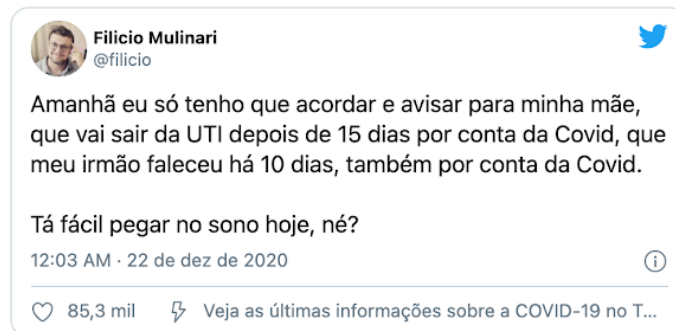 Filicio Mulinari
@filicio
Amanhã eu só tenho que acordar e avisar para minha mãe,
que vai sair da UTI depois de 15 dias por conta da Covid, que
meu irmão faleceu há 10 dias, também por conta da Covid.
Tá fácil pegar no sono hoje, né?
12:03 AM · 22 de dez de 2020
85,3 mil Veja as últimas informações sobre a COVID-19 no T...